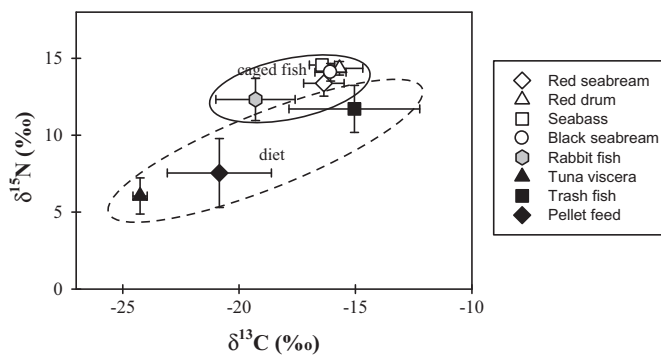 15
10
5
0
δ¹⁵N (‰)
caged fish
diet
-25
-20
-15
-10
δ¹³C (‰)
Red seabream
Red drum
Seabass
Black seabream
Rabbit fish
Tuna viscera
Trash fish
Pellet feed